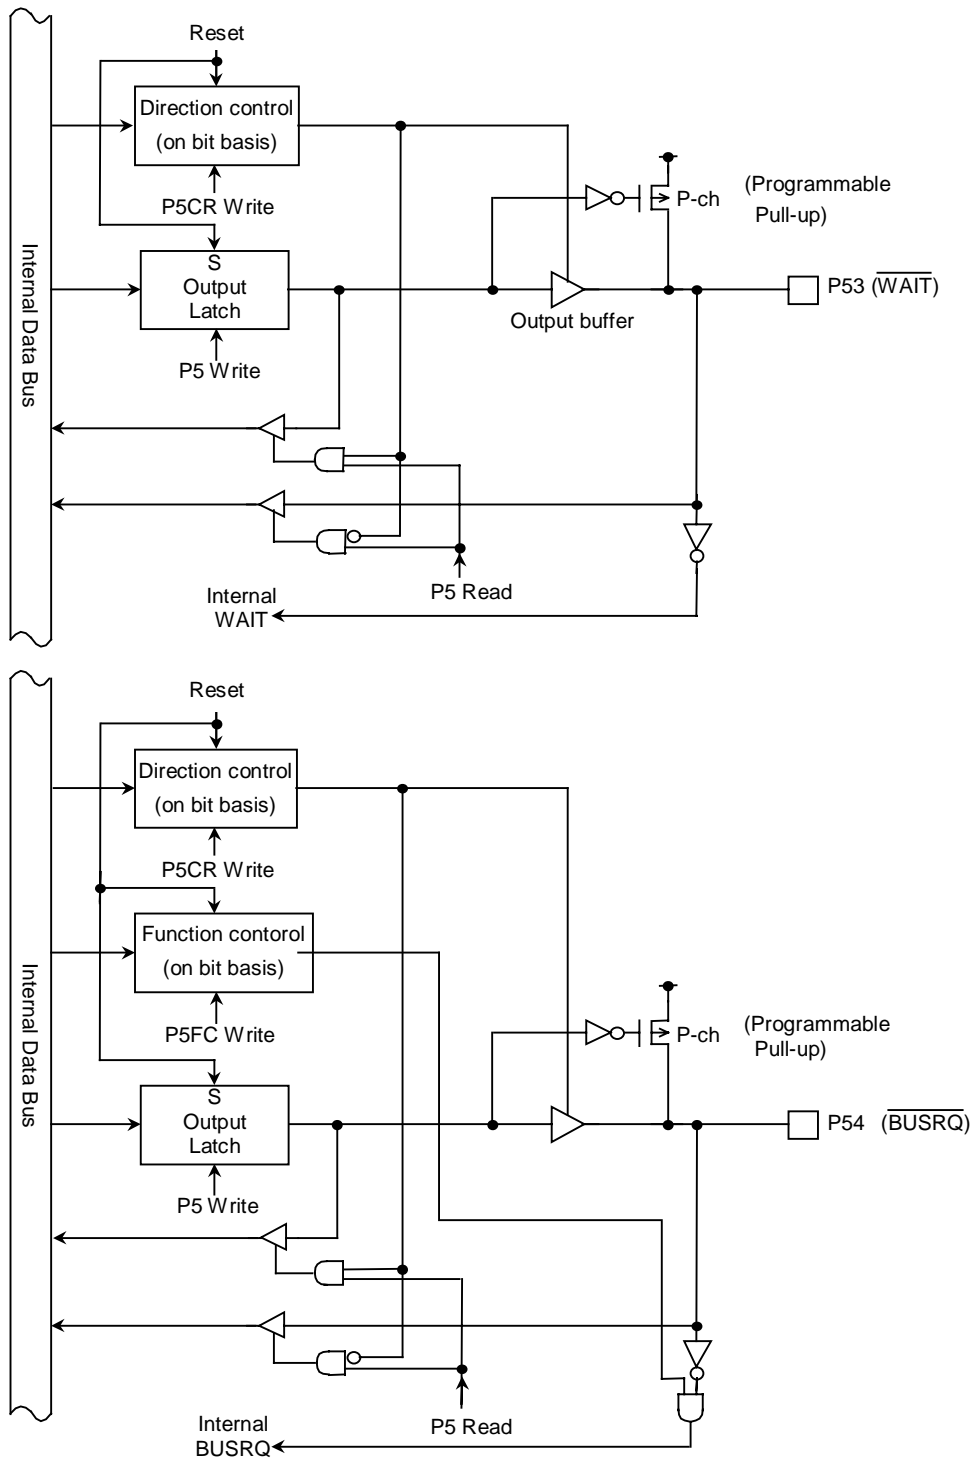 Reset
Direction control
(on bit basis)
P5CR Write
P-ch
(Programmable
Pull-up)
Internal Data Bus
S
Output
Latch
P53 (WAIT)
Output buffer
P5 Write
P5 Read
Internal
WAIT
Reset
Direction control
(on bit basis)
P5CR Write
Function contorol
(on bit basis)
P5FC Write
P-ch
(Programmable
Pull-up)
Internal Data Bus
S
Output
Latch
P54 (BUSRQ)
P5 Write
P5 Read
Internal
BUSRQ